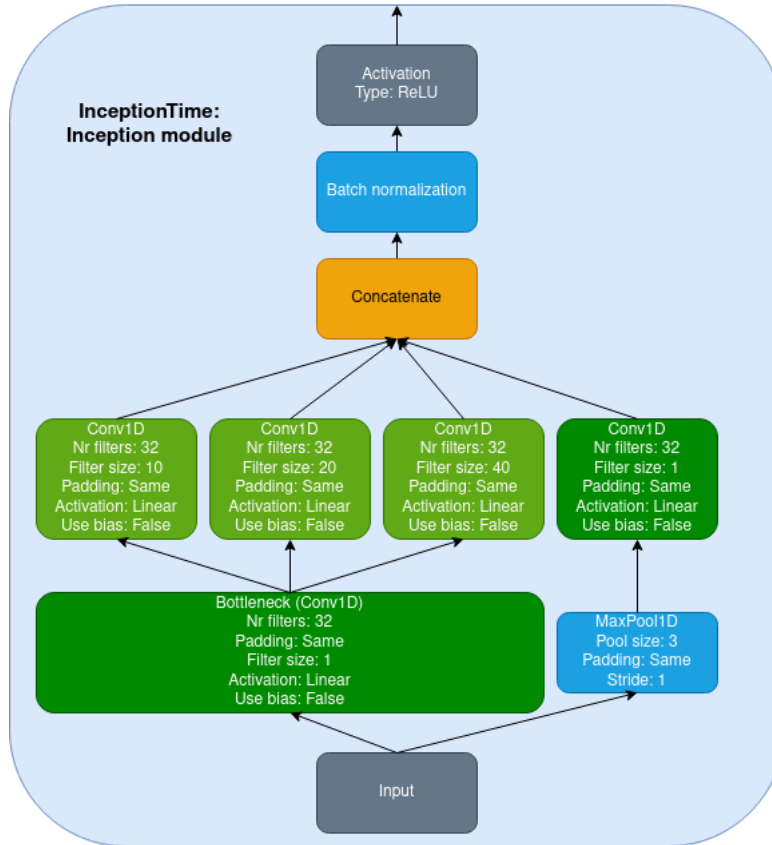 Activation
Type: ReLU
InceptionTime:
Inception module
Batch normalization
Concatenate
Conv1D
Nr filters: 32
Filter size: 10
Padding: Same
Activation: Linear
Use bias: False
Conv1D
Nr filters: 32
Filter size: 20
Padding: Same
Activation: Linear
Use bias: False
Conv1D
Nr filters: 32
Filter size: 40
Padding: Same
Activation: Linear
Use bias: False
Conv1D
Nr filters: 32
Filter size: 1
Padding: Same
Activation: Linear
Use bias: False
Bottleneck (Conv1D)
Nr filters: 32
Padding: Same
Filter size: 1
Activation: Linear
Use bias: False
MaxPool1D
Pool size: 3
Padding: Same
Stride: 1
Input